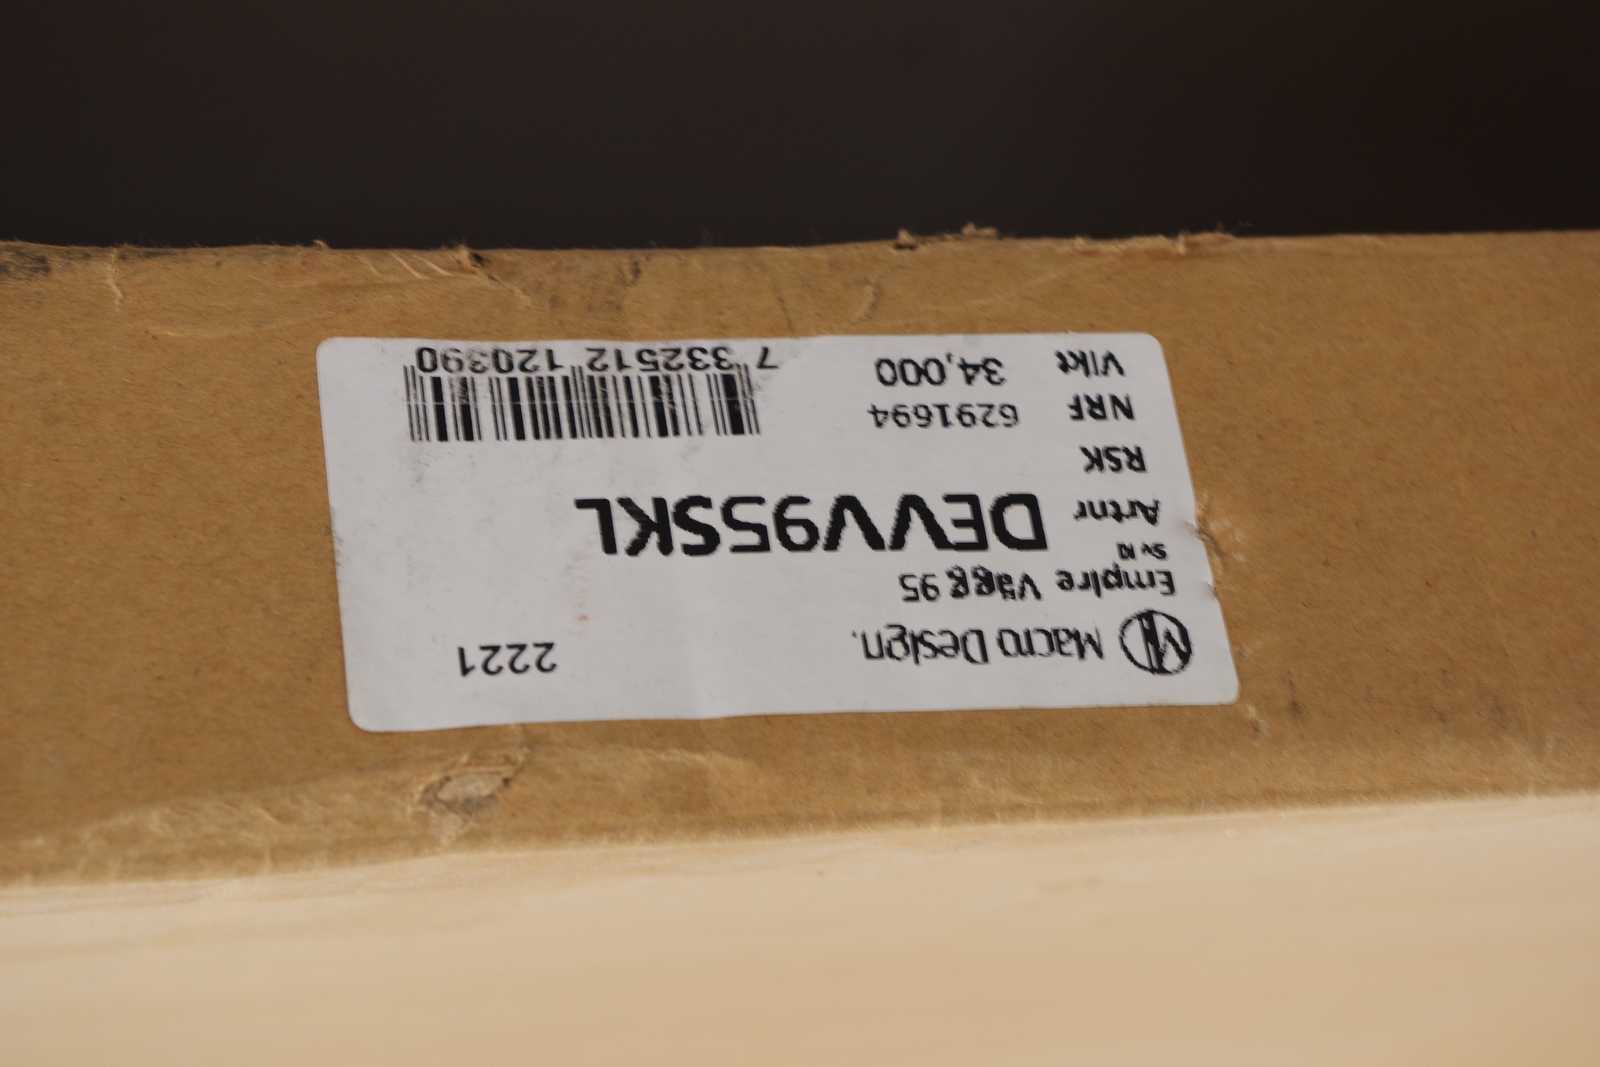 Macro Design.
2221
Empire Vägg 95
Sv kl
Artnr DEVV95SKL
RSK
NRF 6291694
Vikt 34,000
7 332512 120390